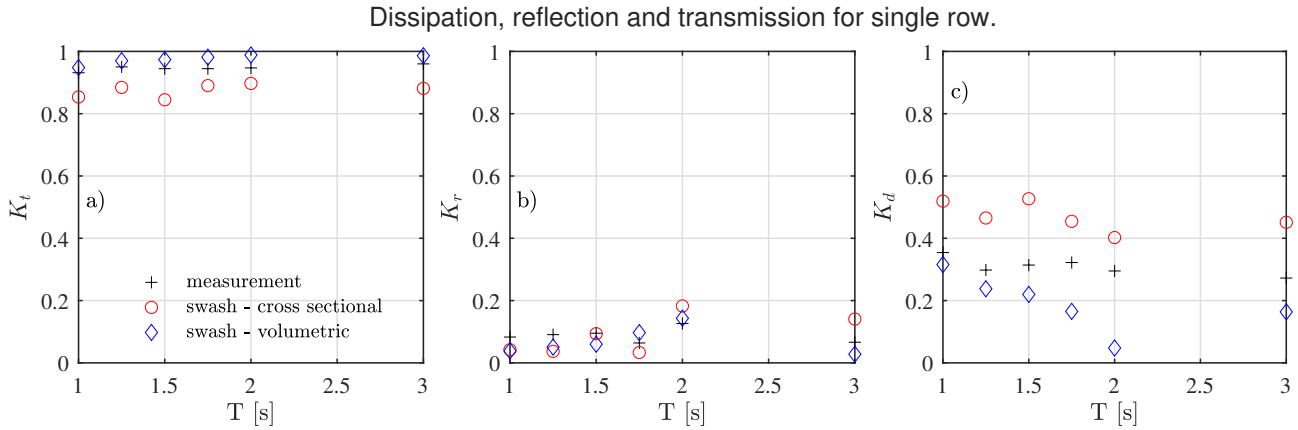 Dissipation, reflection and transmission for single row.
1
0.8
0.6
0.4
0.2
0
K_t
a)
measurement
swash - cross sectional
swash - volumetric
1 1.5 2 2.5 3
T [s]
1
0.8
0.6
0.4
0.2
0
K_r
b)
1 1.5 2 2.5 3
T [s]
1
0.8
0.6
0.4
0.2
0
K_d
c)
1 1.5 2 2.5 3
T [s]